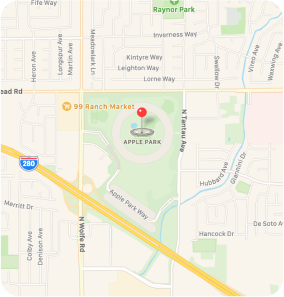 Fife Way
Raynor Park
Inverness Way
Heron Ave
Longspur Ave
Martin Ave
Meadowlark Ln
Kintyre Way
Leighton Way
Lorne Way
Swallow Dr
Vireo Ave
Waxwing Ave
ead Rd
99 Ranch Market
N Tantau Ave
APPLE PARK
280
Hubbard Ave
Giannini Dr
Apple Park Way
Merritt Dr
N Wolfe Rd
De Soto A
Hancock Dr
Colby Ave
Denison Ave